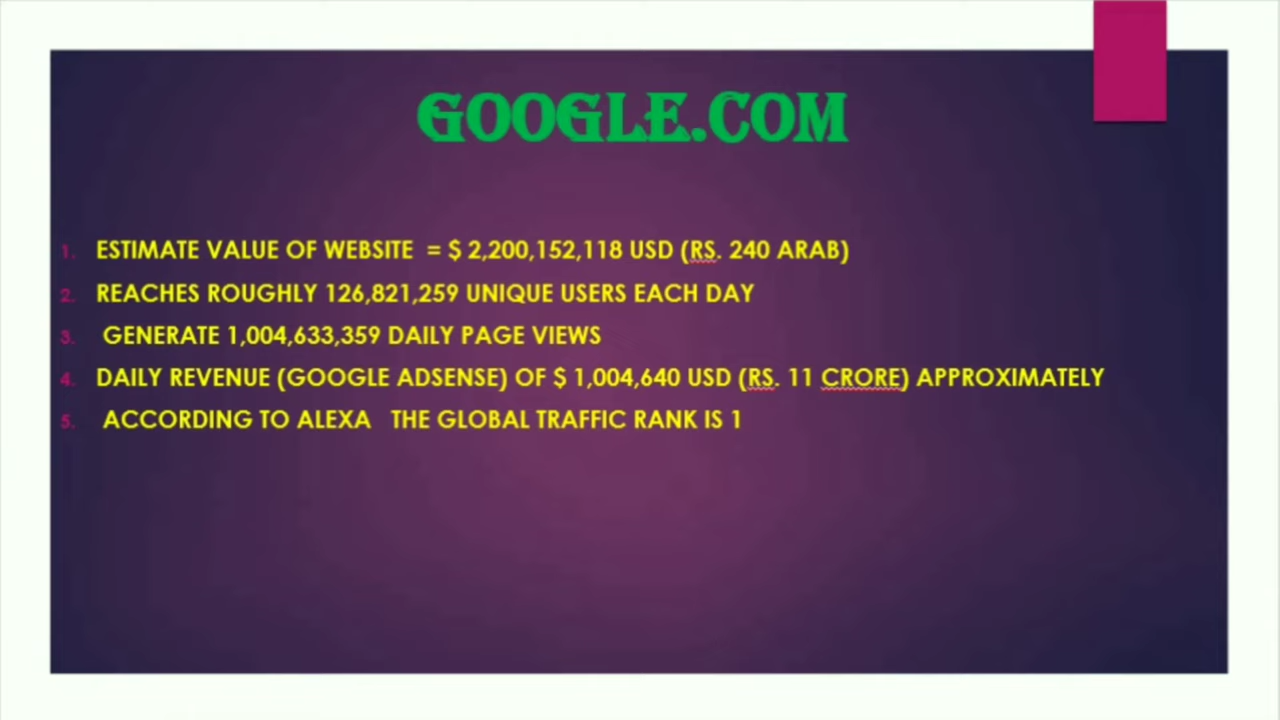 GOOGLE.COM
1. ESTIMATE VALUE OF WEBSITE = $ 2,200,152,118 USD (RS. 240 ARAB)
2. REACHES ROUGHLY 126,821,259 UNIQUE USERS EACH DAY
3. GENERATE 1,004,633,359 DAILY PAGE VIEWS
4. DAILY REVENUE (GOOGLE ADSENSE) OF $ 1,004,640 USD (RS. 11 CRORE) APPROXIMATELY
5. ACCORDING TO ALEXA THE GLOBAL TRAFFIC RANK IS 1